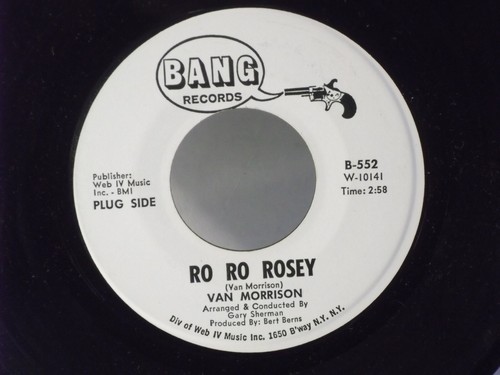 BANG
RECORDS
B-552
W-10141
Time: 2:58
Publisher:
Web IV Music
Inc. - BMI
PLUG SIDE
RO RO ROSEY
(Van Morrison)
VAN MORRISON
Arranged & Conducted By
Gary Sherman
Produced By: Bert Berns
Div of Web IV Music Inc. 1650 B'way N.Y. N.Y.